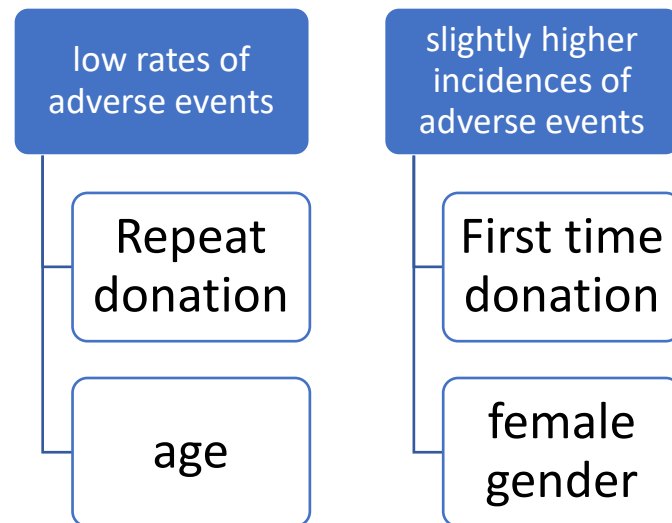 low rates of
adverse events
Repeat
donation
age
slightly higher
incidences of
adverse events
First time
donation
female
gender